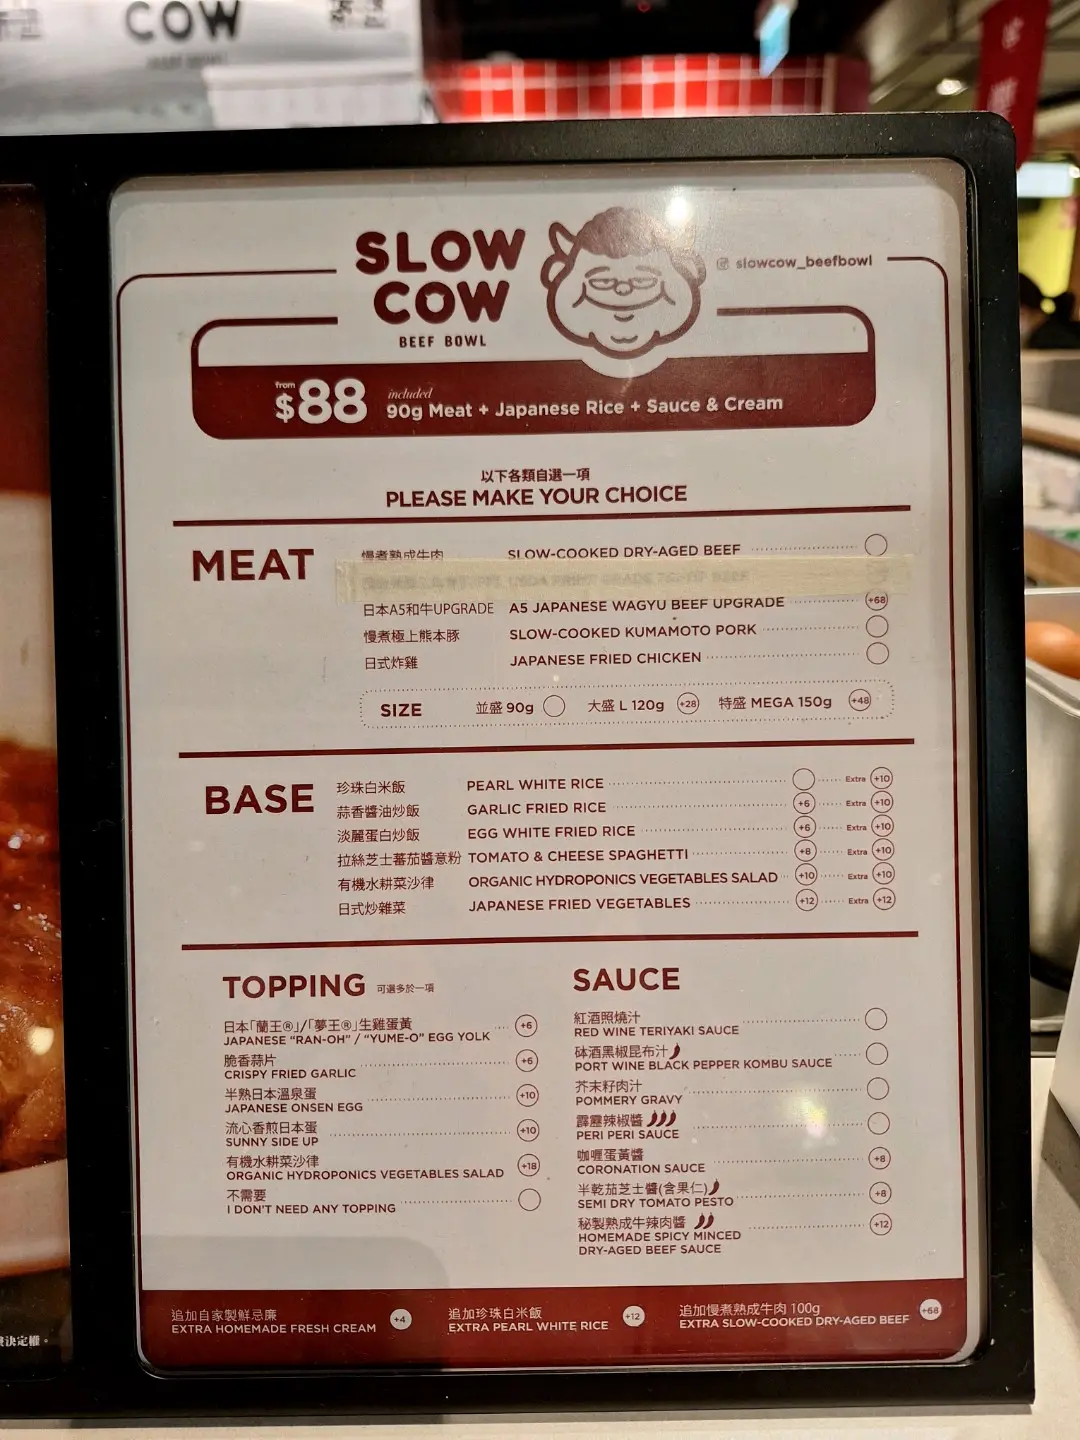 COW
SLOW
COW
BEEF BOWL
slowcow_beefbowl
from
$88
included
90g Meat + Japanese Rice + Sauce & Cream
以下各類自選一項
PLEASE MAKE YOUR CHOICE
MEAT
慢煮熟成牛肉 SLOW-COOKED DRY-AGED BEEF
日本A5和牛UPGRADE A5 JAPANESE WAGYU BEEF UPGRADE +68
慢煮極上熊本豚 SLOW-COOKED KUMAMOTO PORK
日式炸雞 JAPANESE FRIED CHICKEN
SIZE 並盛 90g 大盛 L 120g +28 特盛 MEGA 150g +48
BASE
珍珠白米飯 PEARL WHITE RICE Extra +10
蒜香醬油炒飯 GARLIC FRIED RICE +6 Extra +10
淡麗蛋白炒飯 EGG WHITE FRIED RICE +6 Extra +10
拉絲芝士蕃茄醬意粉 TOMATO & CHEESE SPAGHETTI +8 Extra +10
有機水耕菜沙律 ORGANIC HYDROPONICS VEGETABLES SALAD +10 Extra +10
日式炒雜菜 JAPANESE FRIED VEGETABLES +12 Extra +12
TOPPING 可選多於一項
日本「蘭王®」/「夢王®」生雞蛋黃
JAPANESE "RAN-OH" / "YUME-O" EGG YOLK +6
脆香蒜片
CRISPY FRIED GARLIC +6
半熟日本溫泉蛋
JAPANESE ONSEN EGG +10
流心香煎日本蛋
SUNNY SIDE UP +10
有機水耕菜沙律
ORGANIC HYDROPONICS VEGETABLES SALAD +18
不需要
I DON'T NEED ANY TOPPING
SAUCE
紅酒照燒汁
RED WINE TERIYAKI SAUCE
砵酒黑椒昆布汁
PORT WINE BLACK PEPPER KOMBU SAUCE
芥末籽肉汁
POMMERY GRAVY
霹靂辣椒醬
PERI PERI SAUCE
咖喱蛋黃醬
CORONATION SAUCE +8
半乾茄芝士醬(含果仁)
SEMI DRY TOMATO PESTO +8
秘製熟成牛辣肉醬
HOMEMADE SPICY MINCED
DRY-AGED BEEF SAUCE +12
追加自家製鮮忌廉
EXTRA HOMEMADE FRESH CREAM +4
追加珍珠白米飯
EXTRA PEARL WHITE RICE +12
追加慢煮熟成牛肉 100g
EXTRA SLOW-COOKED DRY-AGED BEEF +68
決定權。